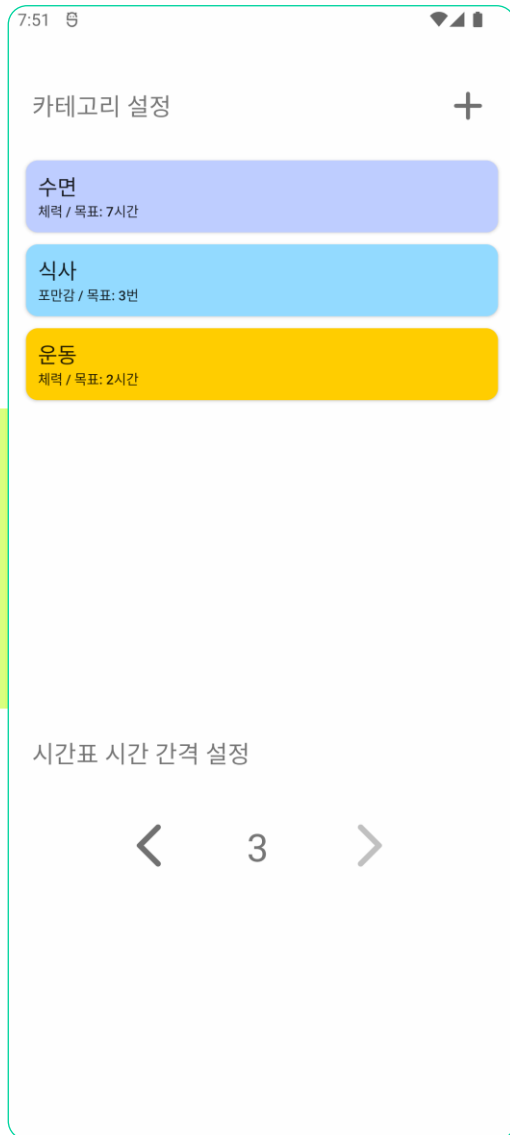 7:51
카테고리 설정
수면
체력 / 목표: 7시간
식사
포만감 / 목표: 3번
운동
체력 / 목표: 2시간
시간표 시간 간격 설정
3